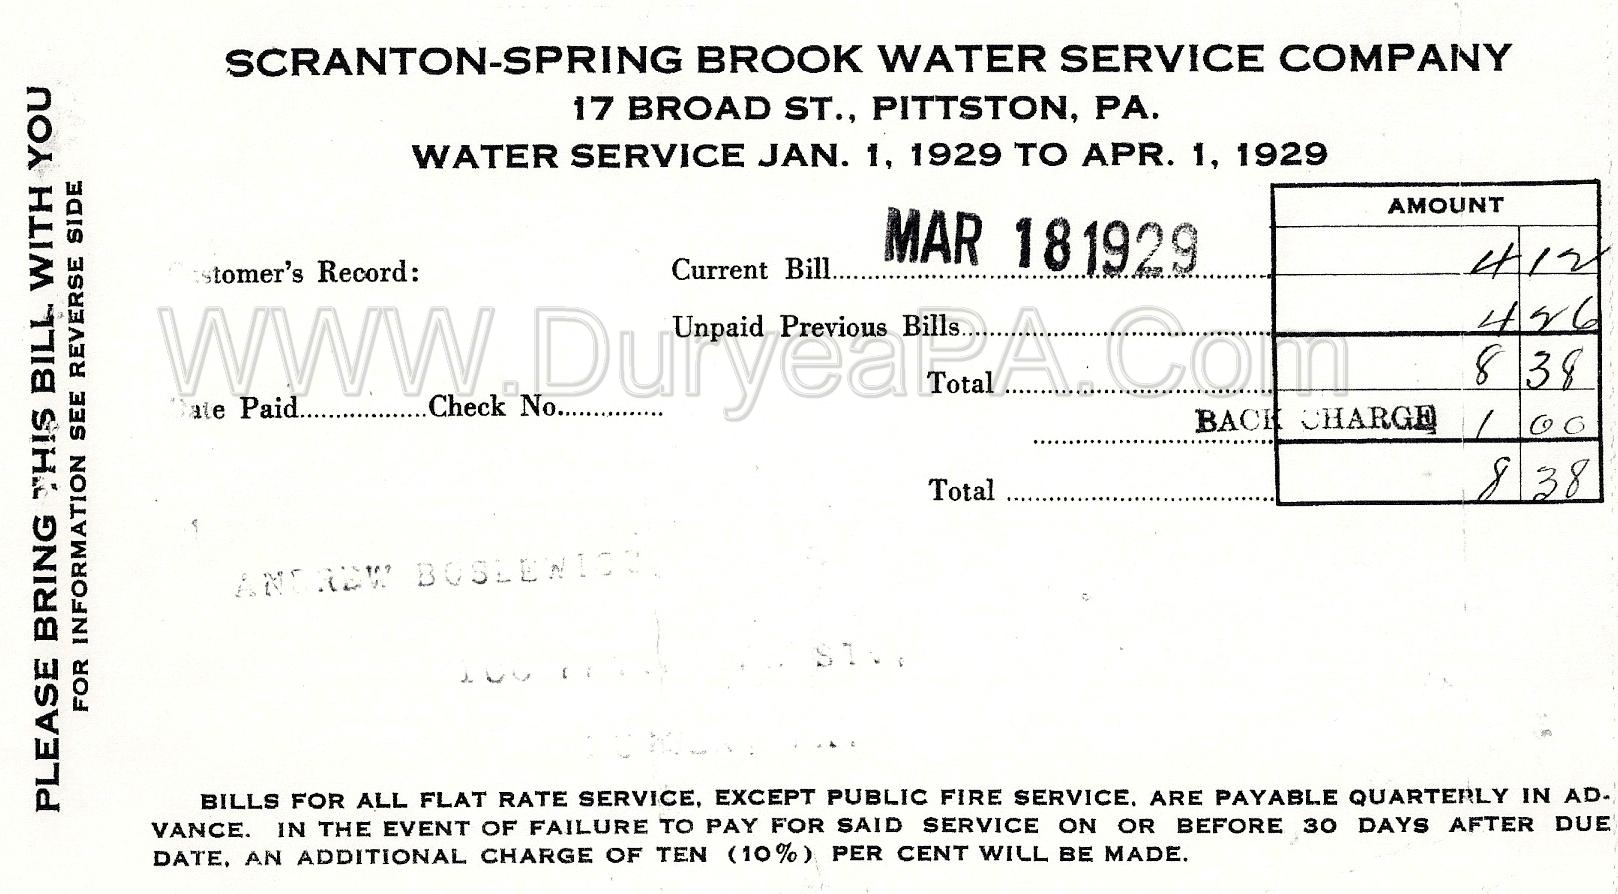 SCRANTON-SPRING BROOK WATER SERVICE COMPANY
17 BROAD ST., PITTSTON, PA.
WATER SERVICE JAN. 1, 1929 TO APR. 1, 1929
PLEASE BRING THIS BILL WITH YOU
FOR INFORMATION SEE REVERSE SIDE
AMOUNT
MAR 18 1929
Customer's Record:
Current Bill 4 12
Unpaid Previous Bills 4 26
WWW.DuryeaPA.Com
Total 8 38
Date Paid Check No.
BACK CHARGE 1 00
Total 8 38
ANDREW
ST.,
BILLS FOR ALL FLAT RATE SERVICE, EXCEPT PUBLIC FIRE SERVICE, ARE PAYABLE QUARTERLY IN AD-
VANCE. IN THE EVENT OF FAILURE TO PAY FOR SAID SERVICE ON OR BEFORE 30 DAYS AFTER DUE
DATE, AN ADDITIONAL CHARGE OF TEN (10%) PER CENT WILL BE MADE.